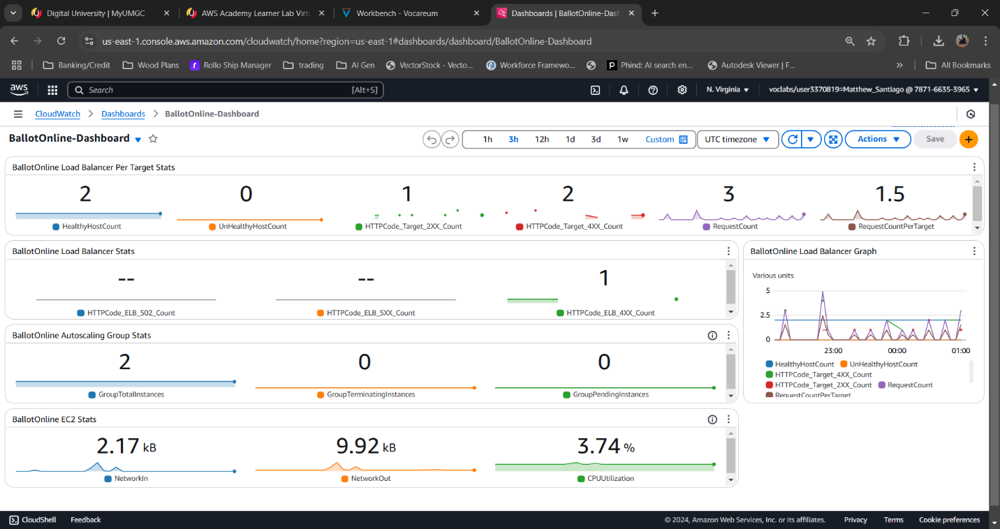 Digital University | MyUMGC
AWS Academy Learner Lab Virtu
Workbench - Vocareum
Dashboards | BallotOnline-Dash
us-east-1.console.aws.amazon.com/cloudwatch/home?region=us-east-1#dashboards/dashboard/BallotOnline-Dashboard
Banking/Credit Wood Plans Rollo Ship Manager trading AI Gen VectorStock - Vecto... Workforce Framewo... Phind: AI search en... Autodesk Viewer | F... » All Bookmarks
aws Search [Alt+S] N. Virginia voclabs/user3370819=Matthew_Santiago @ 7871-6635-3965
CloudWatch > Dashboards > BallotOnline-Dashboard
BallotOnline-Dashboard 1h 3h 12h 1d 3d 1w Custom UTC timezone Actions Save +
BallotOnline Load Balancer Per Target Stats
2 0 1 2 3 1.5
HealthyHostCount UnHealthyHostCount HTTPCode_Target_2XX_Count HTTPCode_Target_4XX_Count RequestCount RequestCountPerTarget
BallotOnline Load Balancer Stats
-- -- 1
HTTPCode_ELB_502_Count HTTPCode_ELB_5XX_Count HTTPCode_ELB_4XX_Count
BallotOnline Load Balancer Graph
Various units
5
2.5
0
23:00 00:00 01:00
HealthyHostCount UnHealthyHostCount
HTTPCode_Target_4XX_Count
HTTPCode_Target_2XX_Count RequestCount
RequestCountPerTarget
BallotOnline Autoscaling Group Stats
2 0 0
GroupTotalInstances GroupTerminatingInstances GroupPendingInstances
BallotOnline EC2 Stats
2.17 kB 9.92 kB 3.74 %
NetworkIn NetworkOut CPUUtilization
CloudShell Feedback © 2024, Amazon Web Services, Inc. or its affiliates. Privacy Terms Cookie preferences